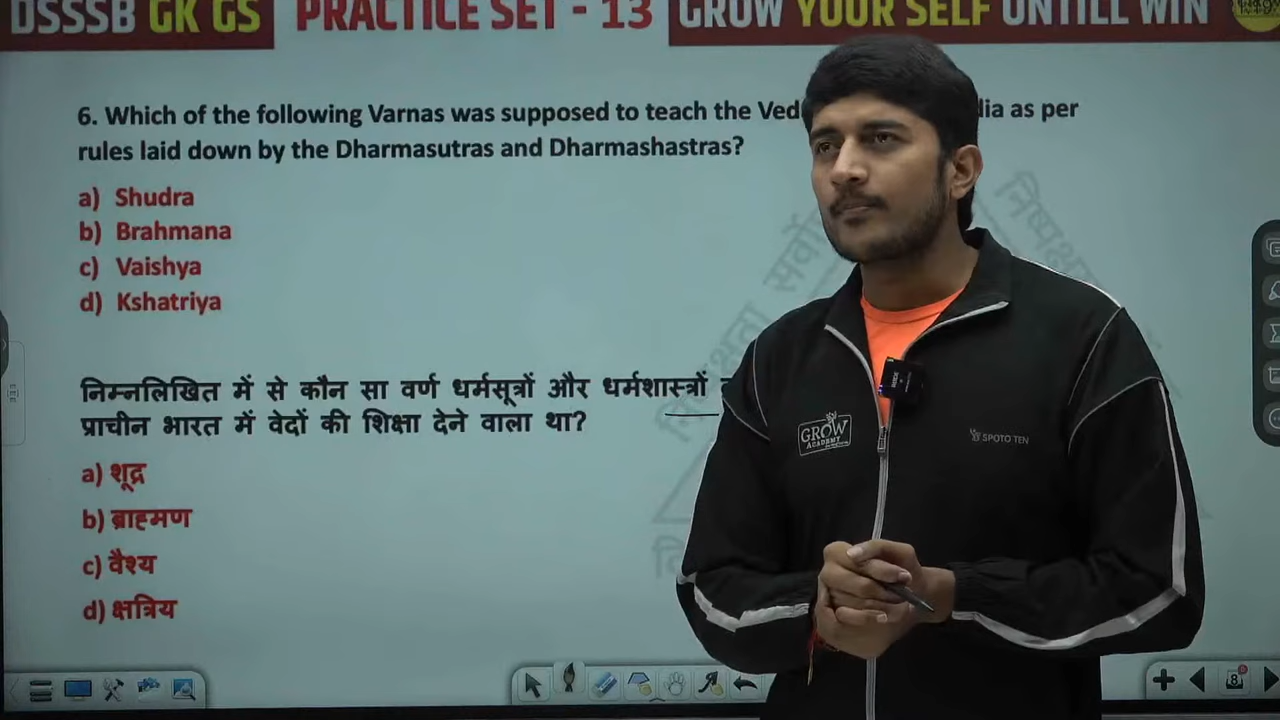 DSSSB GK GS PRACTICE SET - 13 GROW YOUR SELF UNTILL WIN
6. Which of the following Varnas was supposed to teach the Ved as per
rules laid down by the Dharmasutras and Dharmashastras?
a) Shudra
b) Brahmana
c) Vaishya
d) Kshatriya
निम्नलिखित में से कौन सा वर्ण धर्मसूत्रों और धर्मशास्त्रों
प्राचीन भारत में वेदों की शिक्षा देने वाला था?
a) शूद्र
b) ब्राह्मण
c) वैश्य
d) क्षत्रिय
GROW
ACADEMY
SPOTO TEN
8